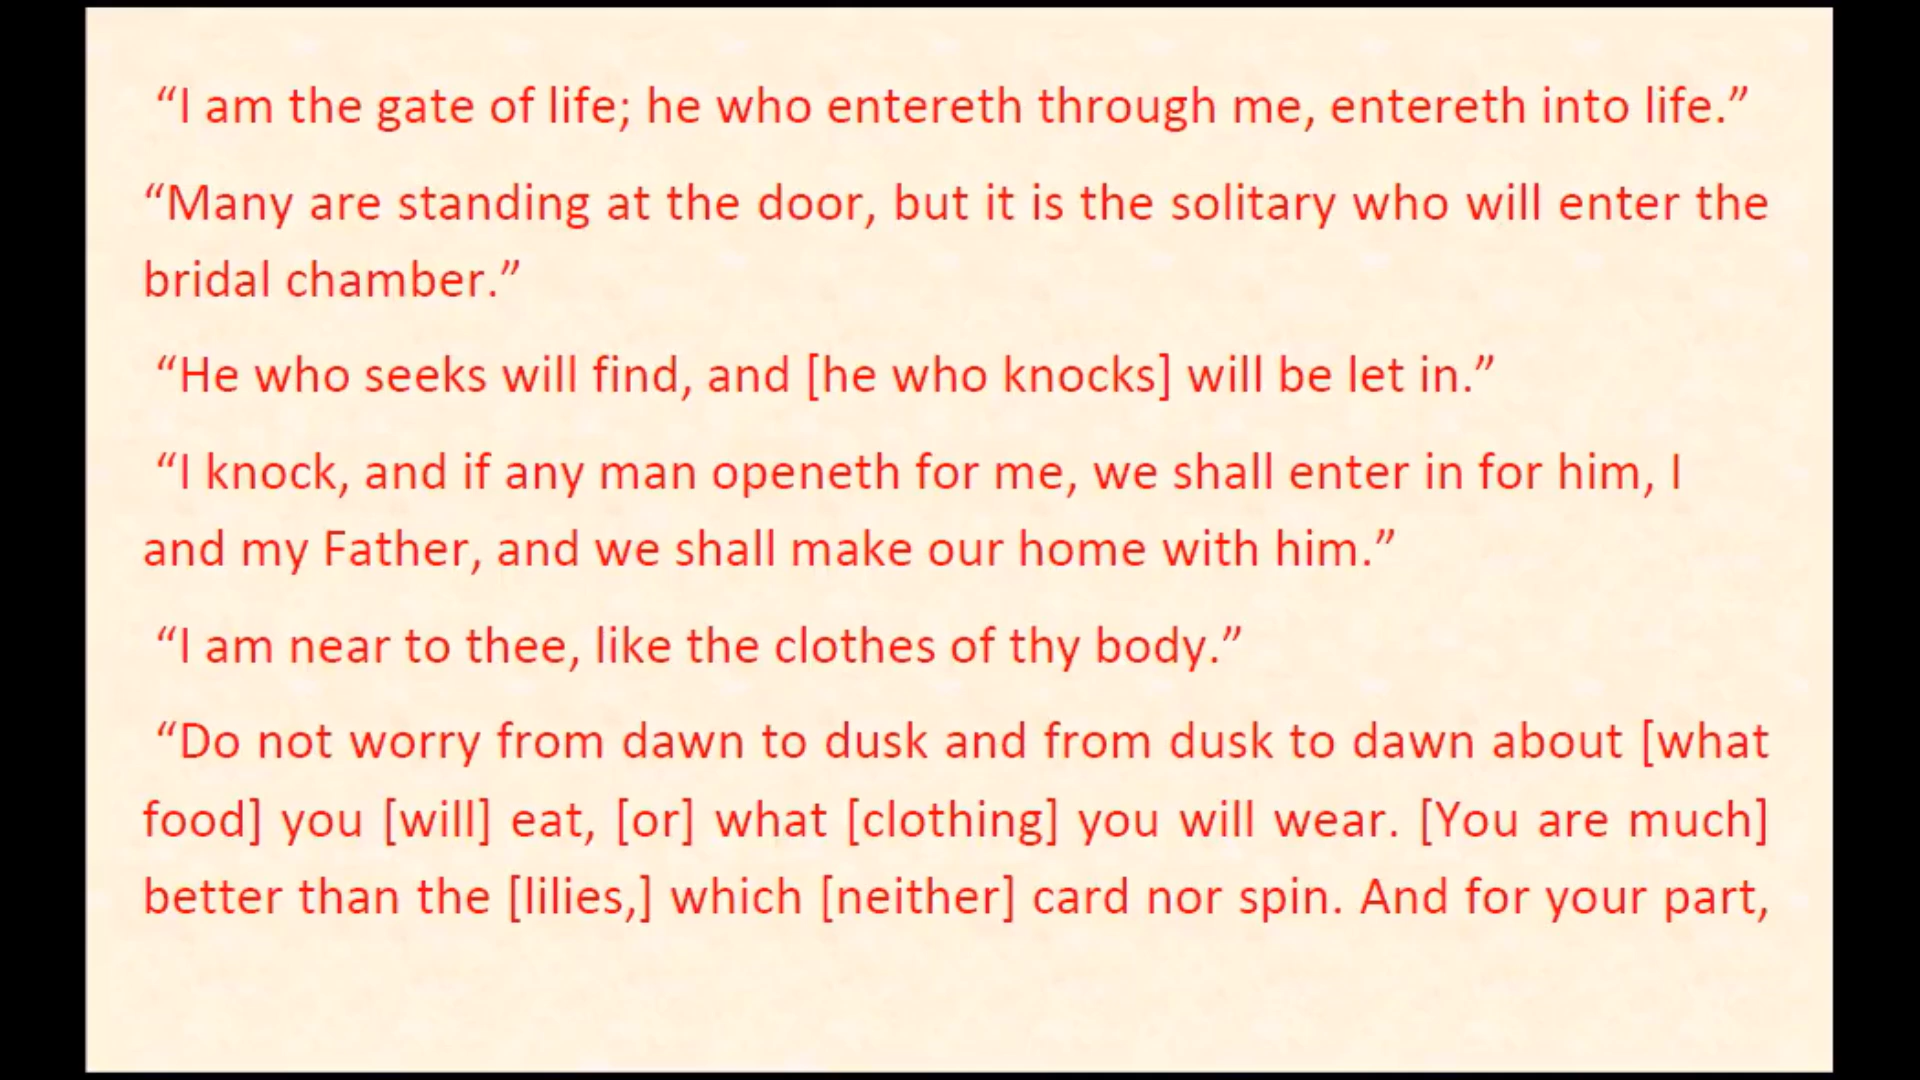 “I am the gate of life; he who entereth through me, entereth into life.”
“Many are standing at the door, but it is the solitary who will enter the
bridal chamber.”
“He who seeks will find, and [he who knocks] will be let in.”
“I knock, and if any man openeth for me, we shall enter in for him, I
and my Father, and we shall make our home with him.”
“I am near to thee, like the clothes of thy body.”
“Do not worry from dawn to dusk and from dusk to dawn about [what
food] you [will] eat, [or] what [clothing] you will wear. [You are much]
better than the [lilies,] which [neither] card nor spin. And for your part,